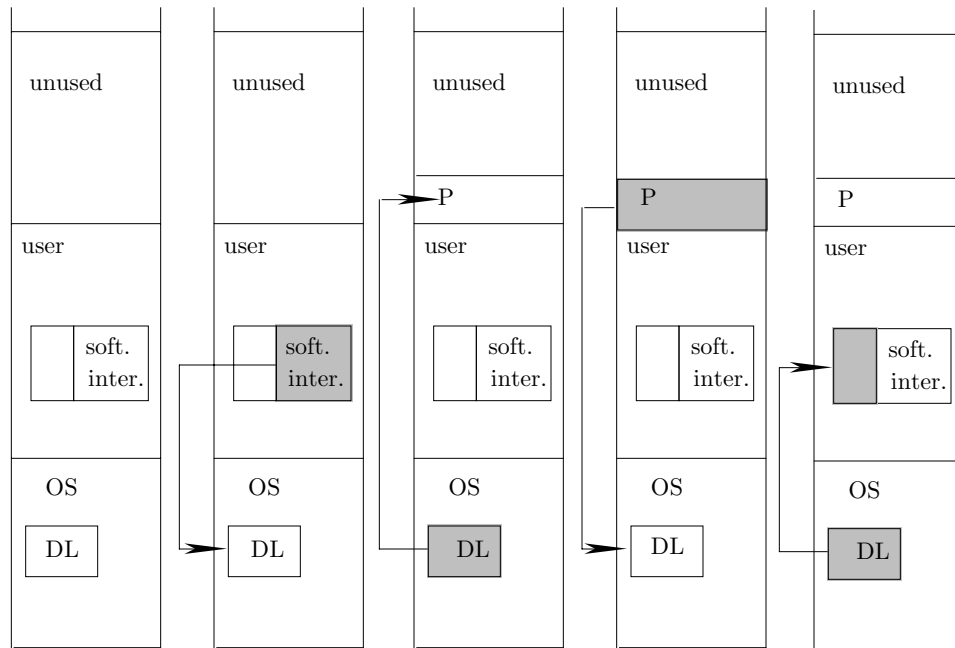 unused
user
soft.
inter.
OS
DL
unused
user
soft.
inter.
OS
DL
unused
P
user
soft.
inter.
OS
DL
unused
P
user
soft.
inter.
OS
DL
unused
P
user
soft.
inter.
OS
DL